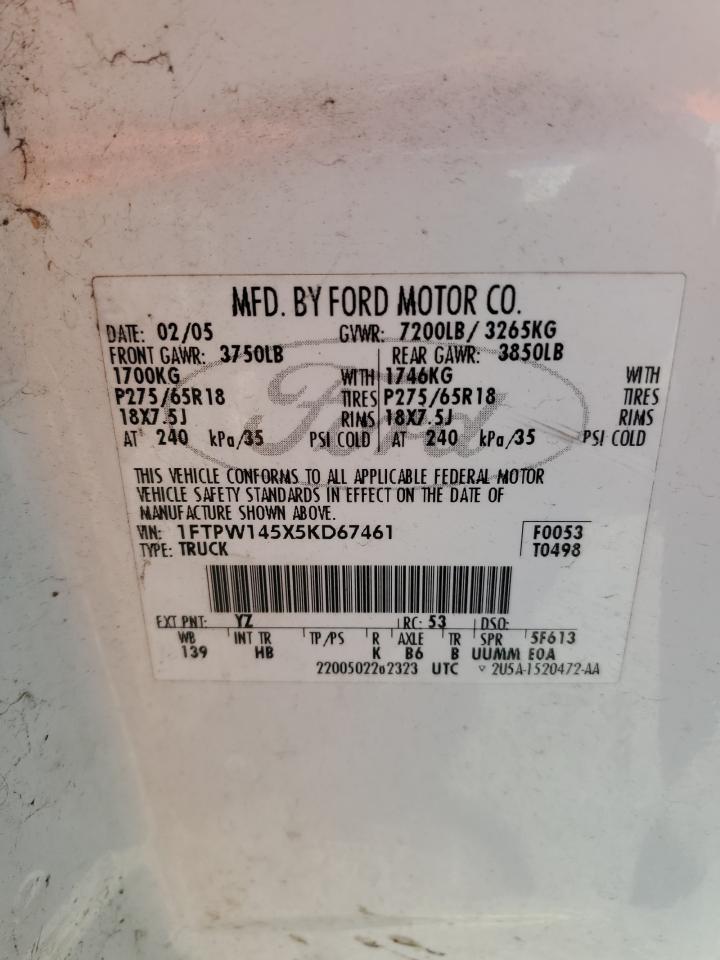 MFD. BY FORD MOTOR CO.
DATE: 02/05 GVWR: 7200LB/ 3265KG
FRONT GAWR: 3750LB REAR GAWR: 3850LB
1700KG WITH 1746KG WITH
P275/65R18 TIRES P275/65R18 TIRES
18X7.5J RIMS 18X7.5J RIMS
AT 240 kPa/35 PSI COLD AT 240 kPa/35 PSI COLD
Ford
THIS VEHICLE CONFORMS TO ALL APPLICABLE FEDERAL MOTOR
VEHICLE SAFETY STANDARDS IN EFFECT ON THE DATE OF
MANUFACTURE SHOWN ABOVE.
VIN: 1FTPW145X5KD67461 F0053
TYPE: TRUCK T0498
EXT PNT: YZ RC: 53 DSO:
WB INT TR TP/PS R AXLE TR SPR 5F613
139 HB K B6 B UUMM EOA
UTC 2U5A-1520472-AA